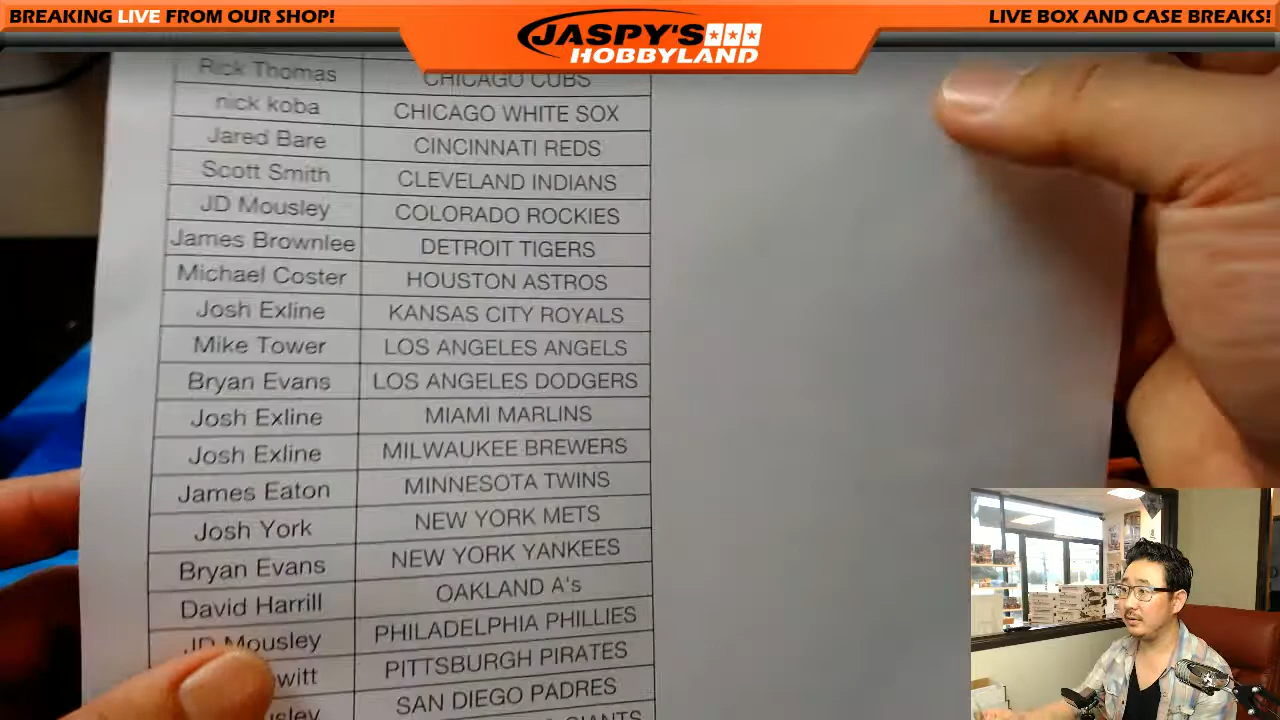 BREAKING LIVE FROM OUR SHOP!
JASPY'S HOBBYLAND
LIVE BOX AND CASE BREAKS!
Rick Thomas CHICAGO CUBS
nick koba CHICAGO WHITE SOX
Jared Bare CINCINNATI REDS
Scott Smith CLEVELAND INDIANS
JD Mousley COLORADO ROCKIES
James Brownlee DETROIT TIGERS
Michael Coster HOUSTON ASTROS
Josh Exline KANSAS CITY ROYALS
Mike Tower LOS ANGELES ANGELS
Bryan Evans LOS ANGELES DODGERS
Josh Exline MIAMI MARLINS
Josh Exline MILWAUKEE BREWERS
James Eaton MINNESOTA TWINS
Josh York NEW YORK METS
Bryan Evans NEW YORK YANKEES
David Harrill OAKLAND A's
JD Mousley PHILADELPHIA PHILLIES
PITTSBURGH PIRATES
SAN DIEGO PADRES
GIANTS